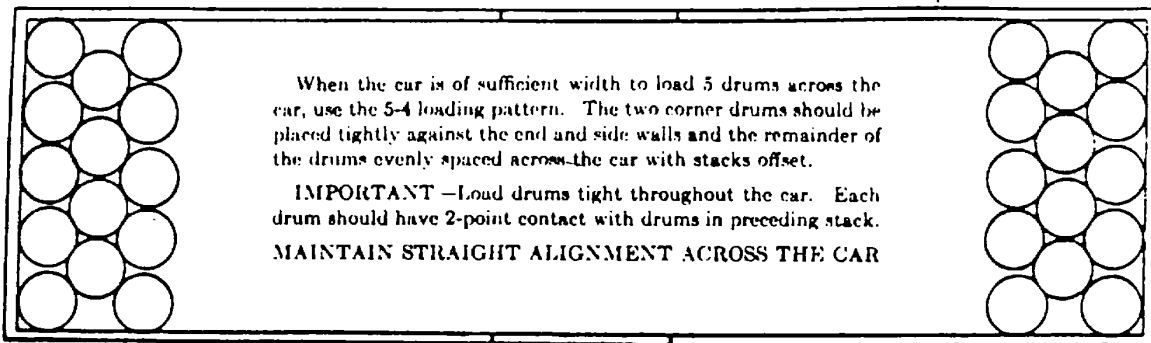 When the car is of sufficient width to load 5 drums across the
car, use the 5-4 loading pattern. The two corner drums should be
placed tightly against the end and side walls and the remainder of
the drums evenly spaced across the car with stacks offset.
IMPORTANT—Load drums tight throughout the car. Each
drum should have 2-point contact with drums in preceding stack.
MAINTAIN STRAIGHT ALIGNMENT ACROSS THE CAR